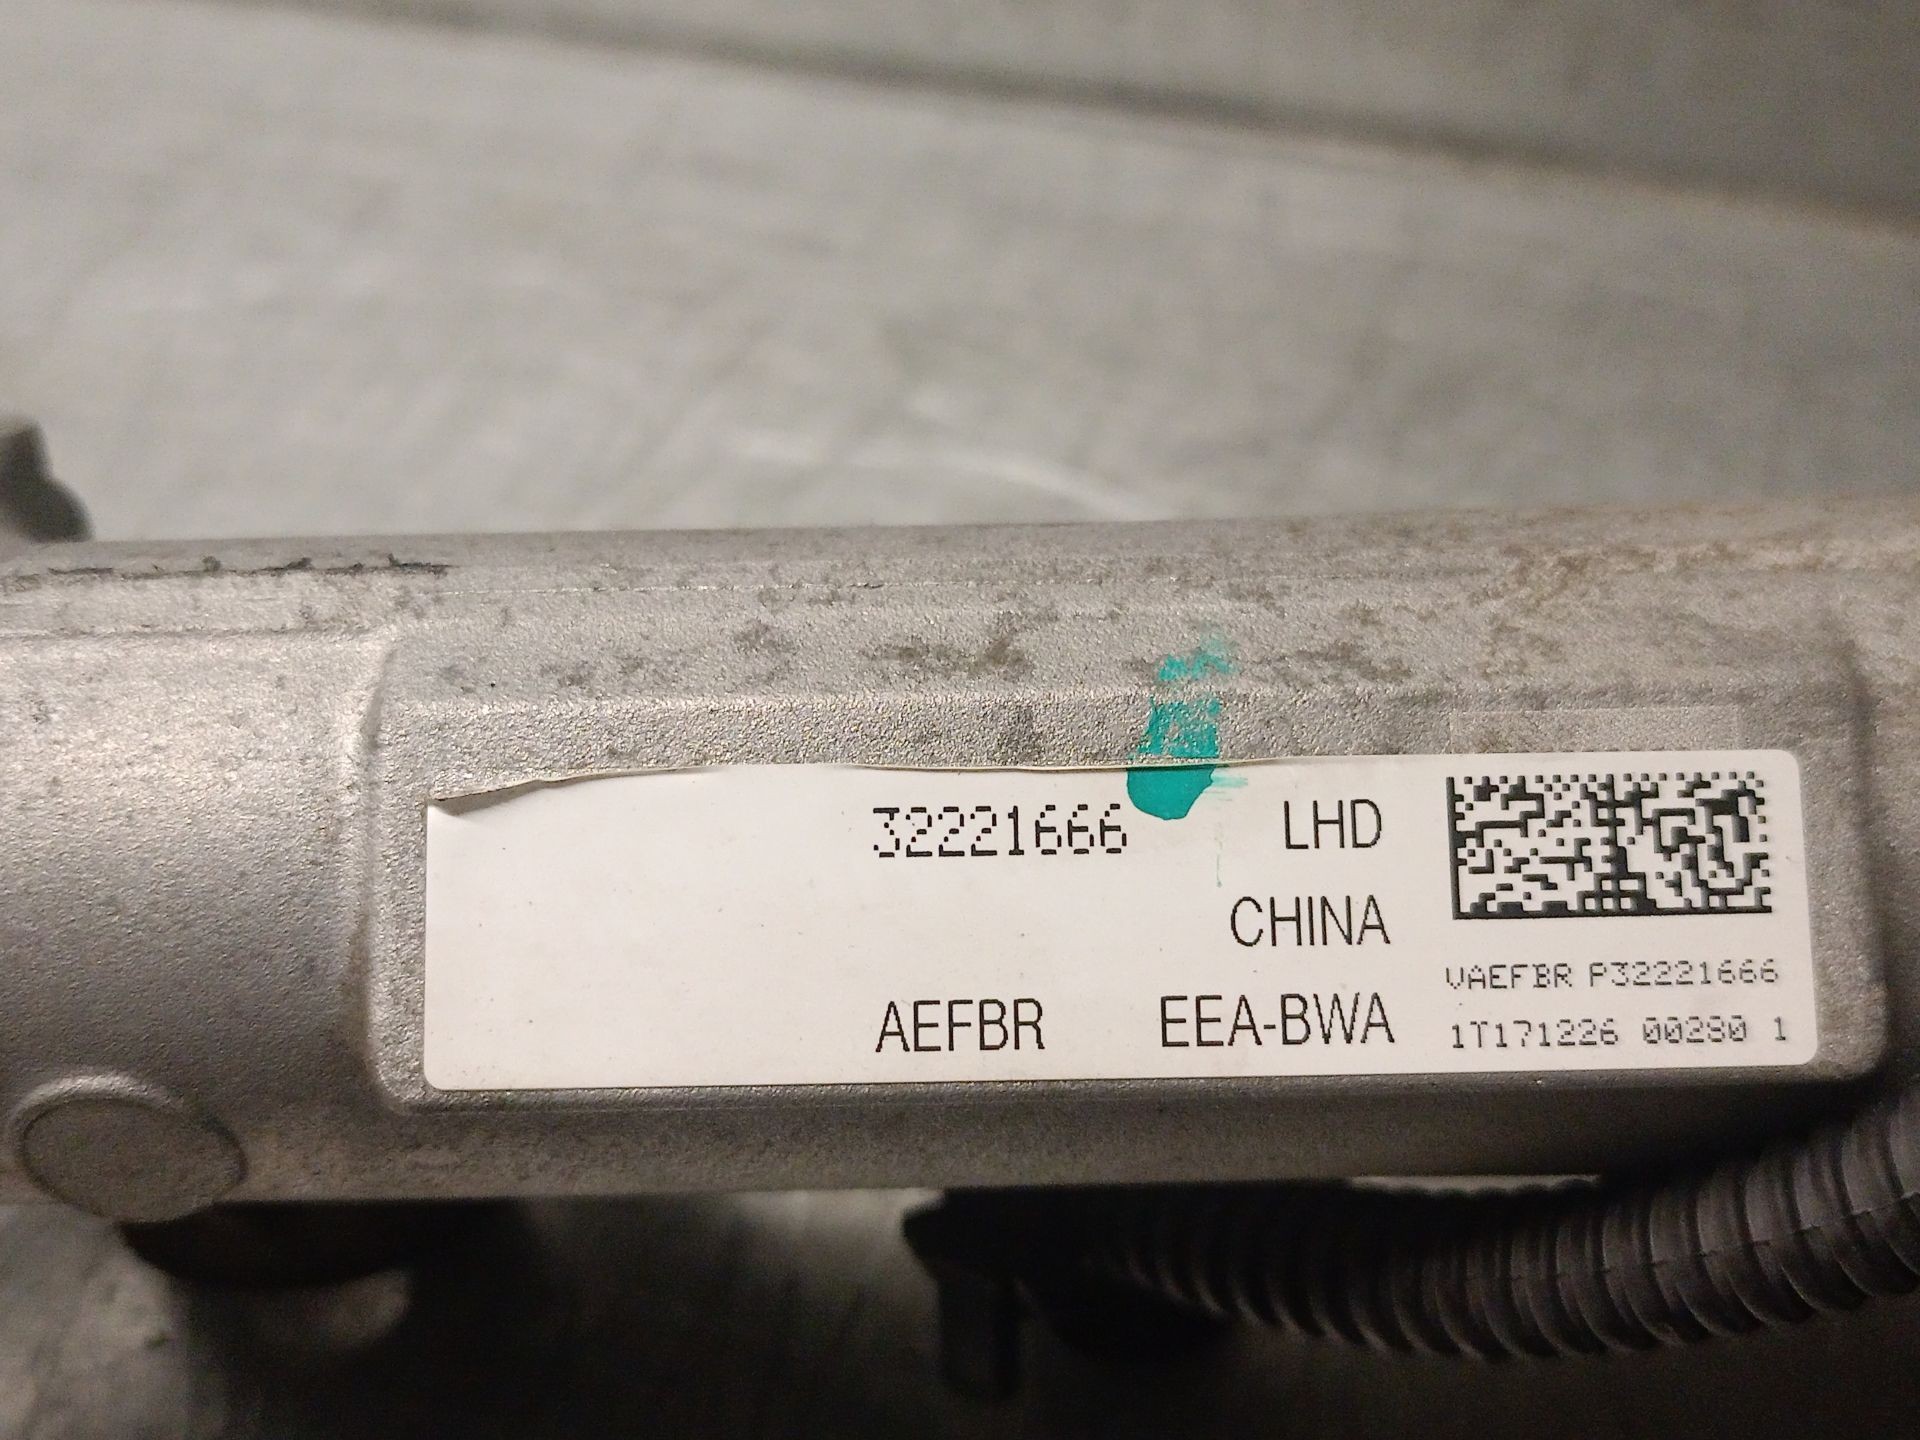 32221666 LHD
CHINA
AEFBR EEA-BWA
VAEFBR P32221666
1T171226 00280 1